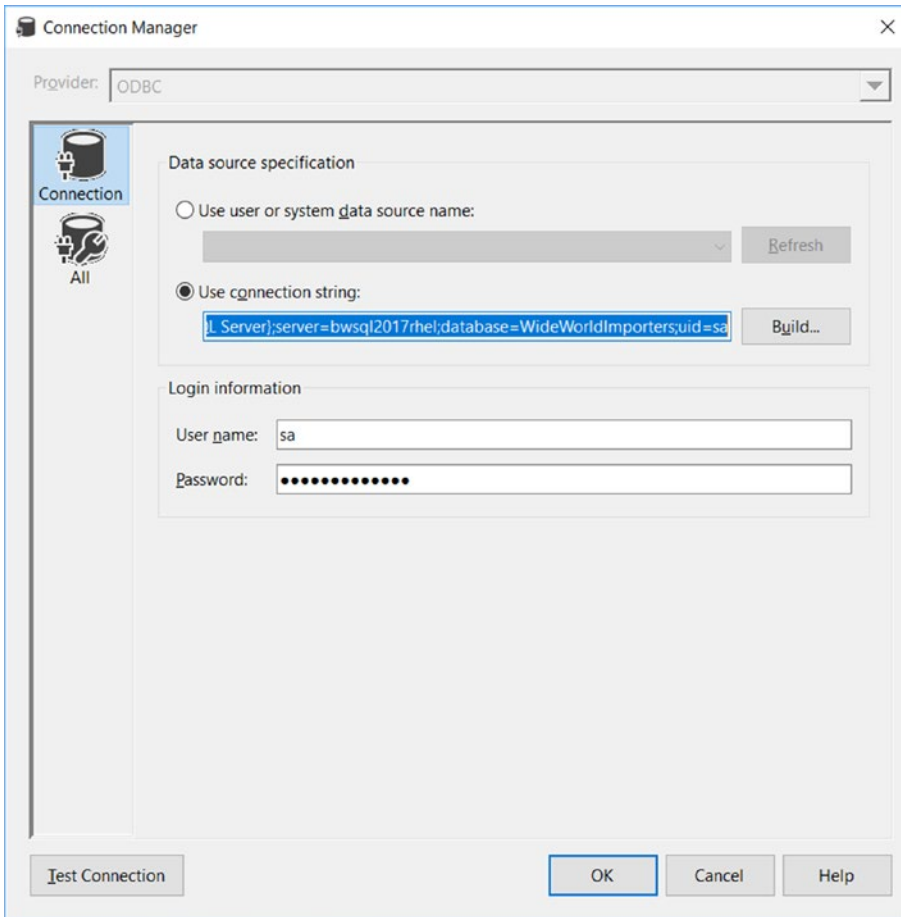 Connection Manager
Provider: ODBC
Connection
All
Data source specification
Use user or system data source name:
Refresh
Use connection string:
L Server};server=bwsql2017rhel;database=WideWorldImporters;uid=sa
Build...
Login information
User name: sa
Password: •••••••••••••
Test Connection OK Cancel Help